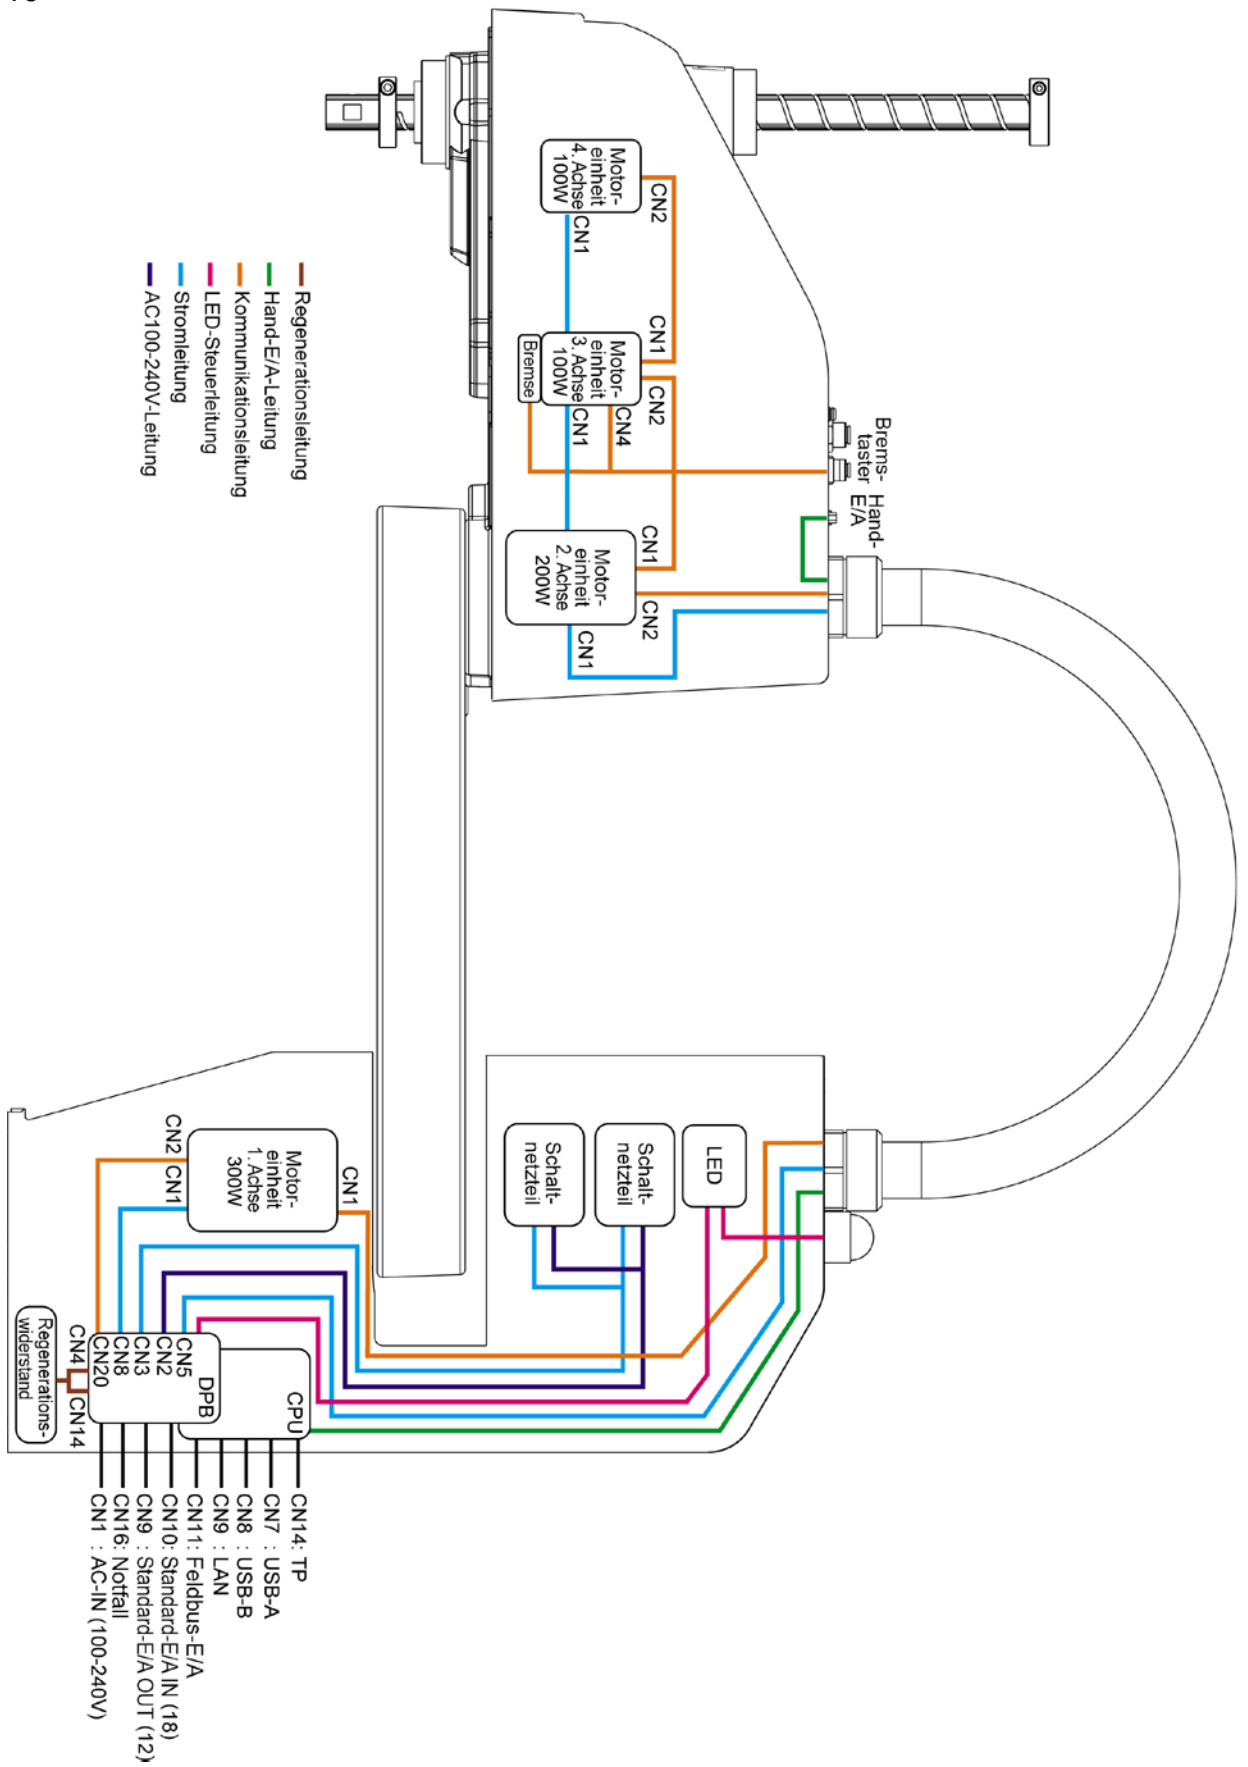 Motor-
einheit
4. Achse
100W
CN2
CN1
Motor-
einheit
3. Achse
100W
CN1
CN2
CN4
CN1
Bremse
Brems-
taster
Hand-
E/A
Motor-
einheit
2. Achse
200W
CN1
CN2
CN1
Regenerationsleitung
Hand-E/A-Leitung
Kommunikationsleitung
LED-Steuerleitung
Stromleitung
AC100-240V-Leitung
LED
Schalt-
netzteil
Schalt-
netzteil
Motor-
einheit
1. Achse
300W
CN1
CN2
CN1
CPU
DPB
CN5
CN2
CN3
CN8
CN20
CN4
CN14
Regenerations-
widerstand
CN14: TP
CN7 : USB-A
CN8 : USB-B
CN9 : LAN
CN11: Feldbus-E/A
CN10: Standard-E/A IN (18)
CN9 : Standard-E/A OUT (12)
CN16: Notfall
CN1 : AC-IN (100-240V)